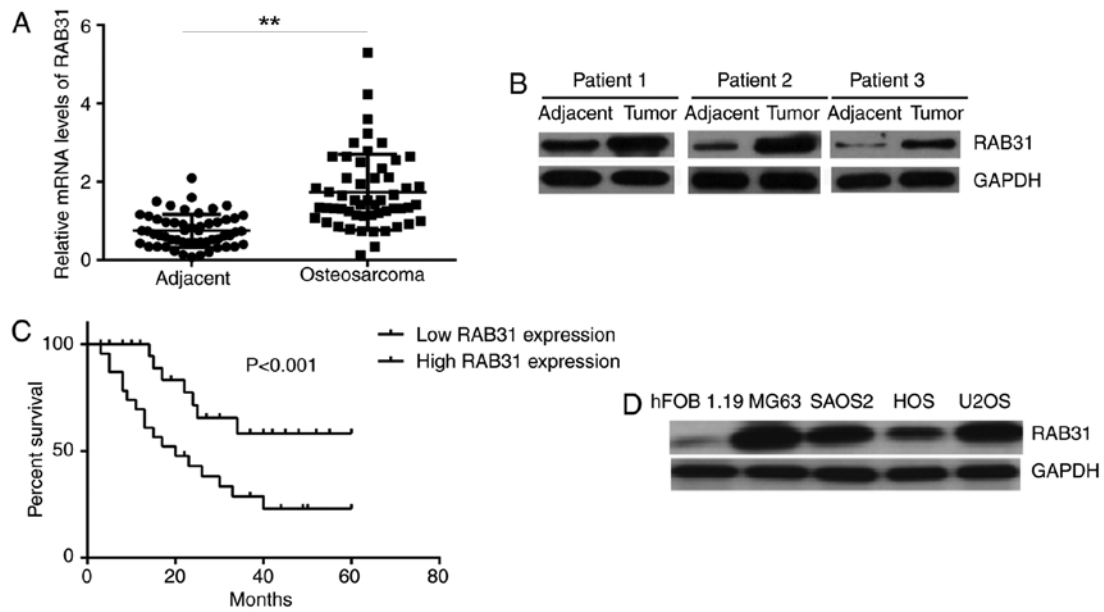 A
Relative mRNA levels of RAB31
6
4
2
0
**
Adjacent
Osteosarcoma
B
Patient 1 Patient 2 Patient 3
Adjacent Tumor Adjacent Tumor Adjacent Tumor
RAB31
GAPDH
C
Percent survival
100
50
0
0 20 40 60 80
Months
P<0.001
Low RAB31 expression
High RAB31 expression
D
hFOB 1.19 MG63 SAOS2 HOS U2OS
RAB31
GAPDH